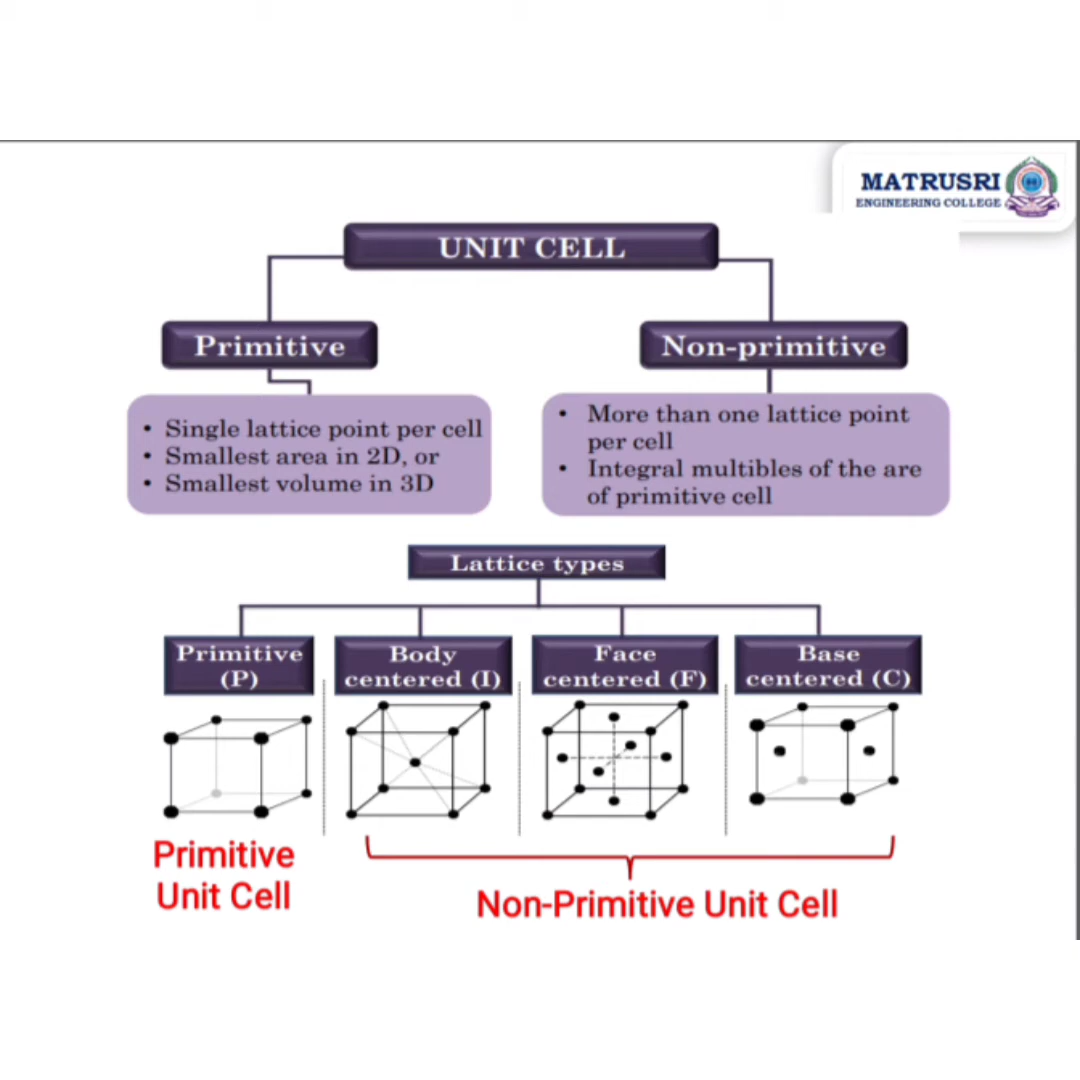 MATRUSRI
ENGINEERING COLLEGE
UNIT CELL
Primitive
Non-primitive
• Single lattice point per cell
• Smallest area in 2D, or
• Smallest volume in 3D
• More than one lattice point
per cell
• Integral multibles of the are
of primitive cell
Lattice types
Primitive
(P)
Body
centered (I)
Face
centered (F)
Base
centered (C)
Primitive
Unit Cell
Non-Primitive Unit Cell